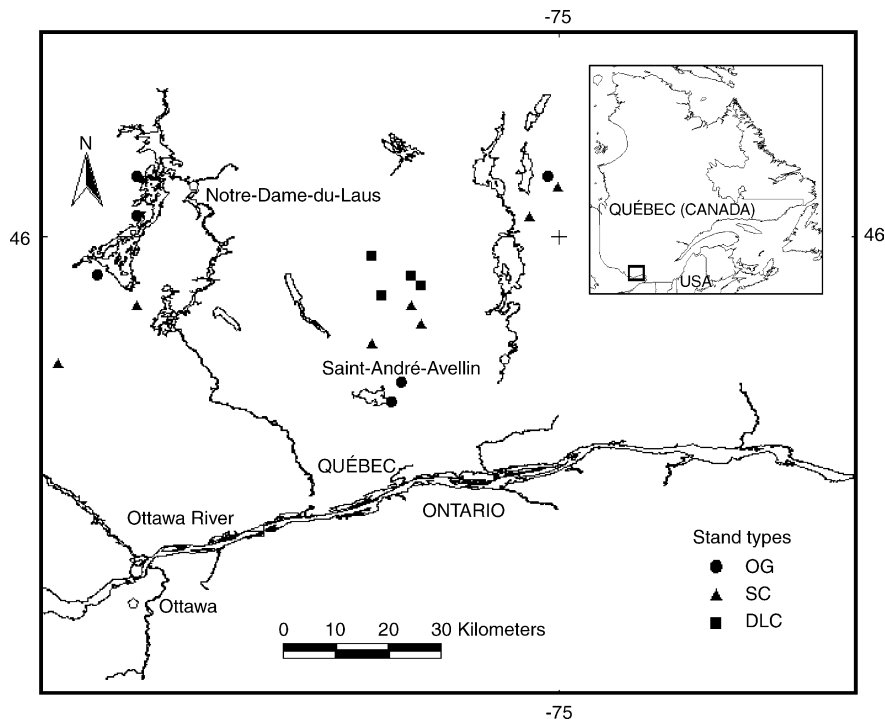 -75
N
Notre-Dame-du-Laus
QUÉBEC (CANADA)
46
46
USA
Saint-André-Avellin
QUÉBEC
ONTARIO
Ottawa River
Stand types
OG
SC
DLC
Ottawa
0 10 20 30 Kilometers
-75